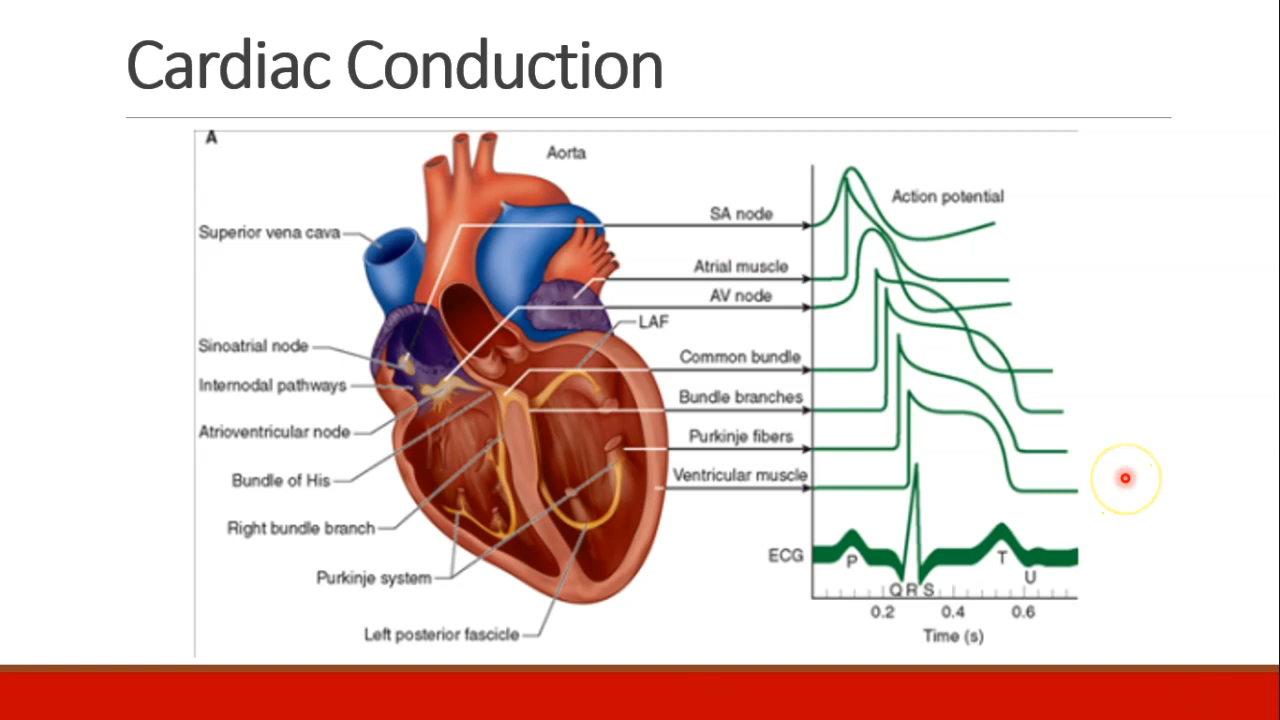 Cardiac Conduction
A
Aorta
Superior vena cava
Sinoatrial node
Internodal pathways
Atrioventricular node
Bundle of His
Right bundle branch
Purkinje system
Left posterior fascicle
LAF
SA node
Atrial muscle
AV node
Common bundle
Bundle branches
Purkinje fibers
Ventricular muscle
ECG
Action potential
P
Q R S
T
U
0.2 0.4 0.6
Time (s)